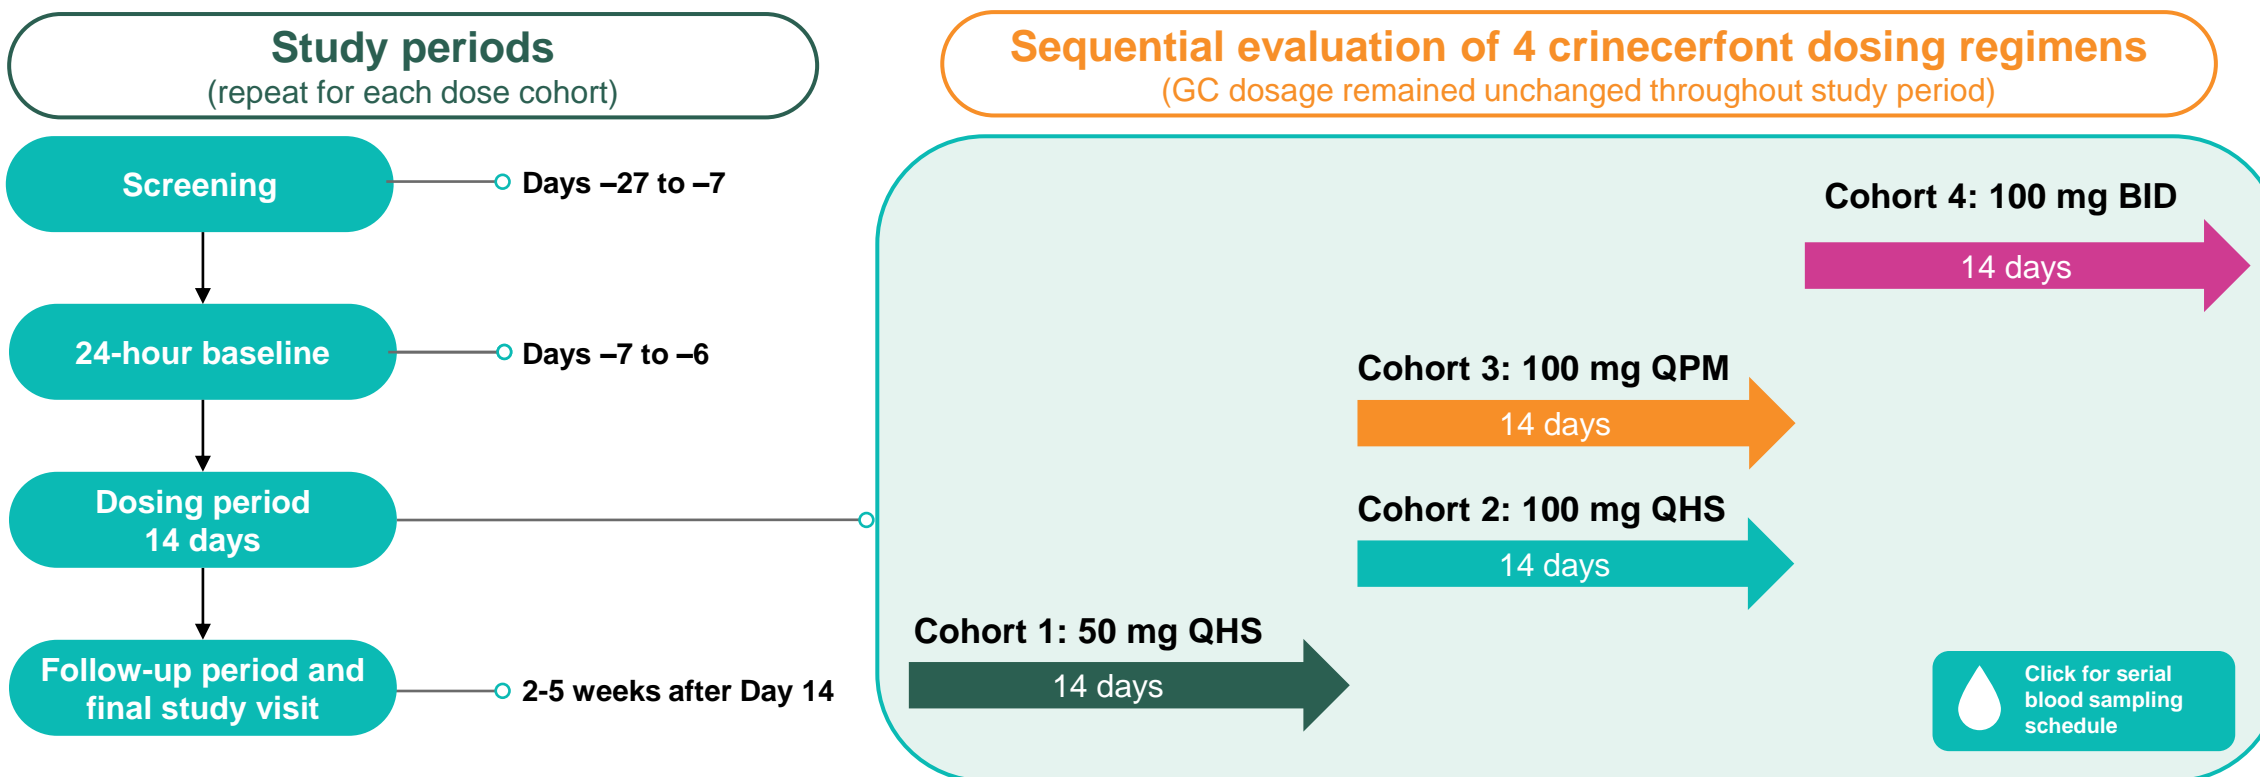 Study periods
(repeat for each dose cohort)
Screening
Days –27 to –7
24-hour baseline
Days –7 to –6
Dosing period
14 days
Follow-up period and
final study visit
2-5 weeks after Day 14
Sequential evaluation of 4 crinecerfont dosing regimens
(GC dosage remained unchanged throughout study period)
Cohort 4: 100 mg BID
14 days
Cohort 3: 100 mg QPM
14 days
Cohort 2: 100 mg QHS
14 days
Cohort 1: 50 mg QHS
14 days
Click for serial
blood sampling
schedule